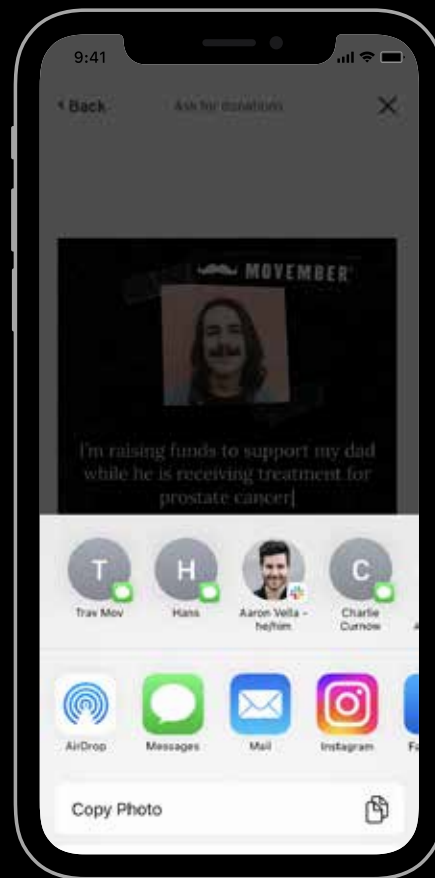 9:41
Back
Ask for donations
MOVEMBER
I'm raising funds to support my dad
while he is receiving treatment for
prostate cancer
T
H
C
Trav Mov
Hans
Aaron Vella -
he/him
Charlie
Curnow
AirDrop
Messages
Mail
Instagram
Copy Photo